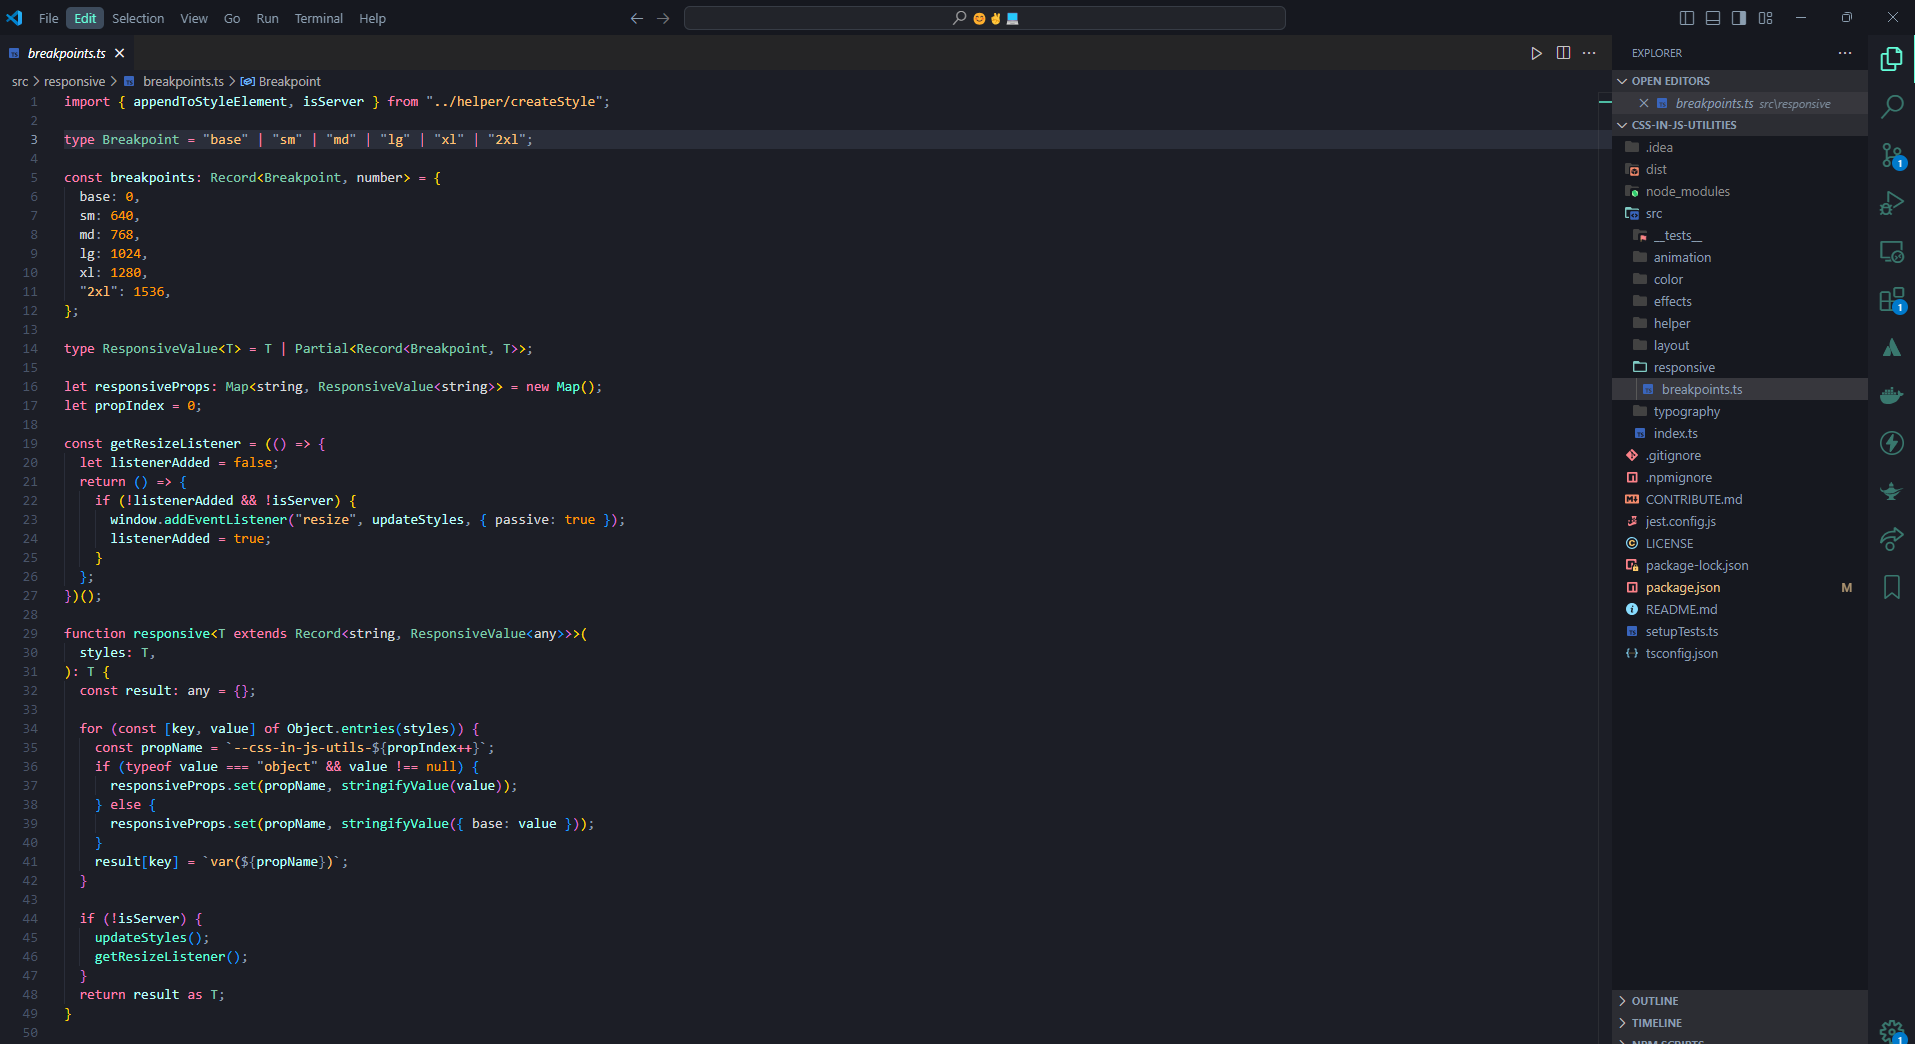 File Edit Selection View Go Run Terminal Help
breakpoints.ts
src > responsive > breakpoints.ts > Breakpoint
1 import { appendToStyleElement, isServer } from "../helper/createStyle";
2
3 type Breakpoint = "base" | "sm" | "md" | "lg" | "xl" | "2xl";
4
5 const breakpoints: Record<Breakpoint, number> = {
6 base: 0,
7 sm: 640,
8 md: 768,
9 lg: 1024,
10 xl: 1280,
11 "2xl": 1536,
12 };
13
14 type ResponsiveValue<T> = T | Partial<Record<Breakpoint, T>>;
15
16 let responsiveProps: Map<string, ResponsiveValue<string>> = new Map();
17 let propIndex = 0;
18
19 const getResizeListener = (() => {
20 let listenerAdded = false;
21 return () => {
22 if (!listenerAdded && !isServer) {
23 window.addEventListener("resize", updateStyles, { passive: true });
24 listenerAdded = true;
25 }
26 };
27 })();
28
29 function responsive<T extends Record<string, ResponsiveValue<any>>>(
30 styles: T,
31 ): T {
32 const result: any = {};
33
34 for (const [key, value] of Object.entries(styles)) {
35 const propName = `--css-in-js-utils-${propIndex++}`;
36 if (typeof value === "object" && value !== null) {
37 responsiveProps.set(propName, stringifyValue(value));
38 } else {
39 responsiveProps.set(propName, stringifyValue({ base: value }));
40 }
41 result[key] = `var(${propName})`;
42 }
43
44 if (!isServer) {
45 updateStyles();
46 getResizeListener();
47 }
48 return result as T;
49 }
50
EXPLORER
OPEN EDITORS
breakpoints.ts src\responsive
CSS-IN-JS-UTILITIES
.idea
dist
node_modules
src
__tests__
animation
color
effects
helper
layout
responsive
breakpoints.ts
typography
index.ts
.gitignore
.npmignore
CONTRIBUTE.md
jest.config.js
LICENSE
package-lock.json
package.json M
README.md
setupTests.ts
tsconfig.json
OUTLINE
TIMELINE
NPM SCRIPTS
1
1
1